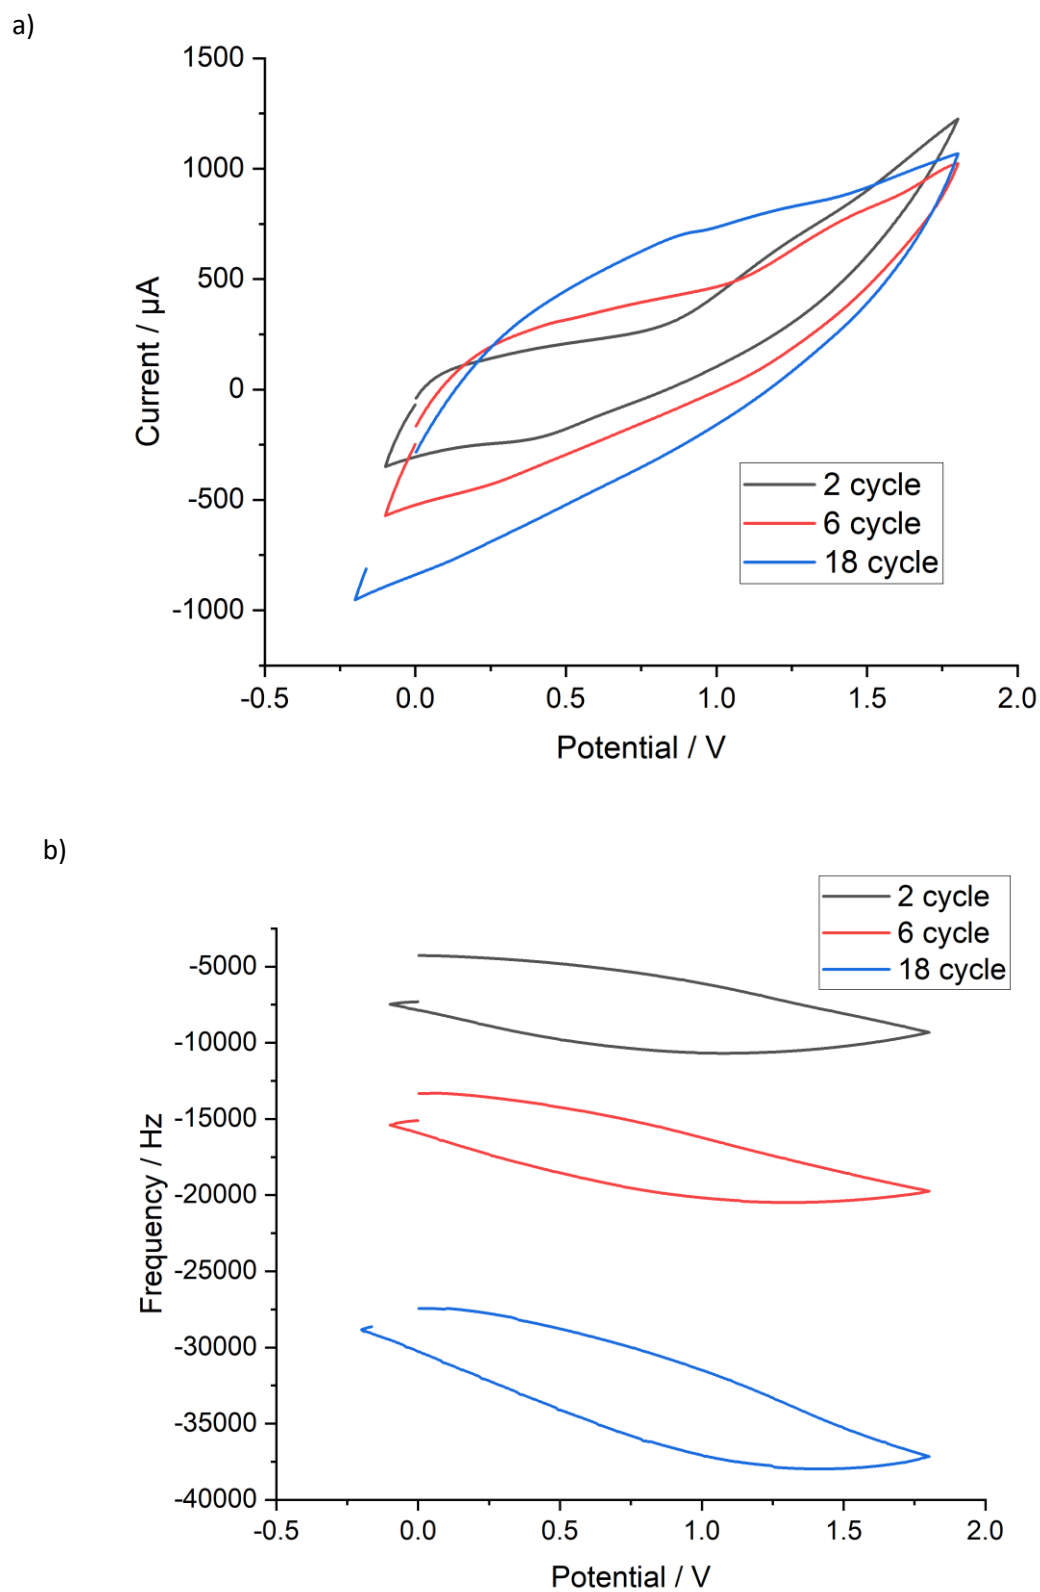 a)
1500
1000
500
0
-500
-1000
Current / μA
2 cycle
6 cycle
18 cycle
-0.5 0.0 0.5 1.0 1.5 2.0
Potential / V
b)
2 cycle
6 cycle
18 cycle
-5000
-10000
-15000
-20000
-25000
-30000
-35000
-40000
Frequency / Hz
-0.5 0.0 0.5 1.0 1.5 2.0
Potential / V